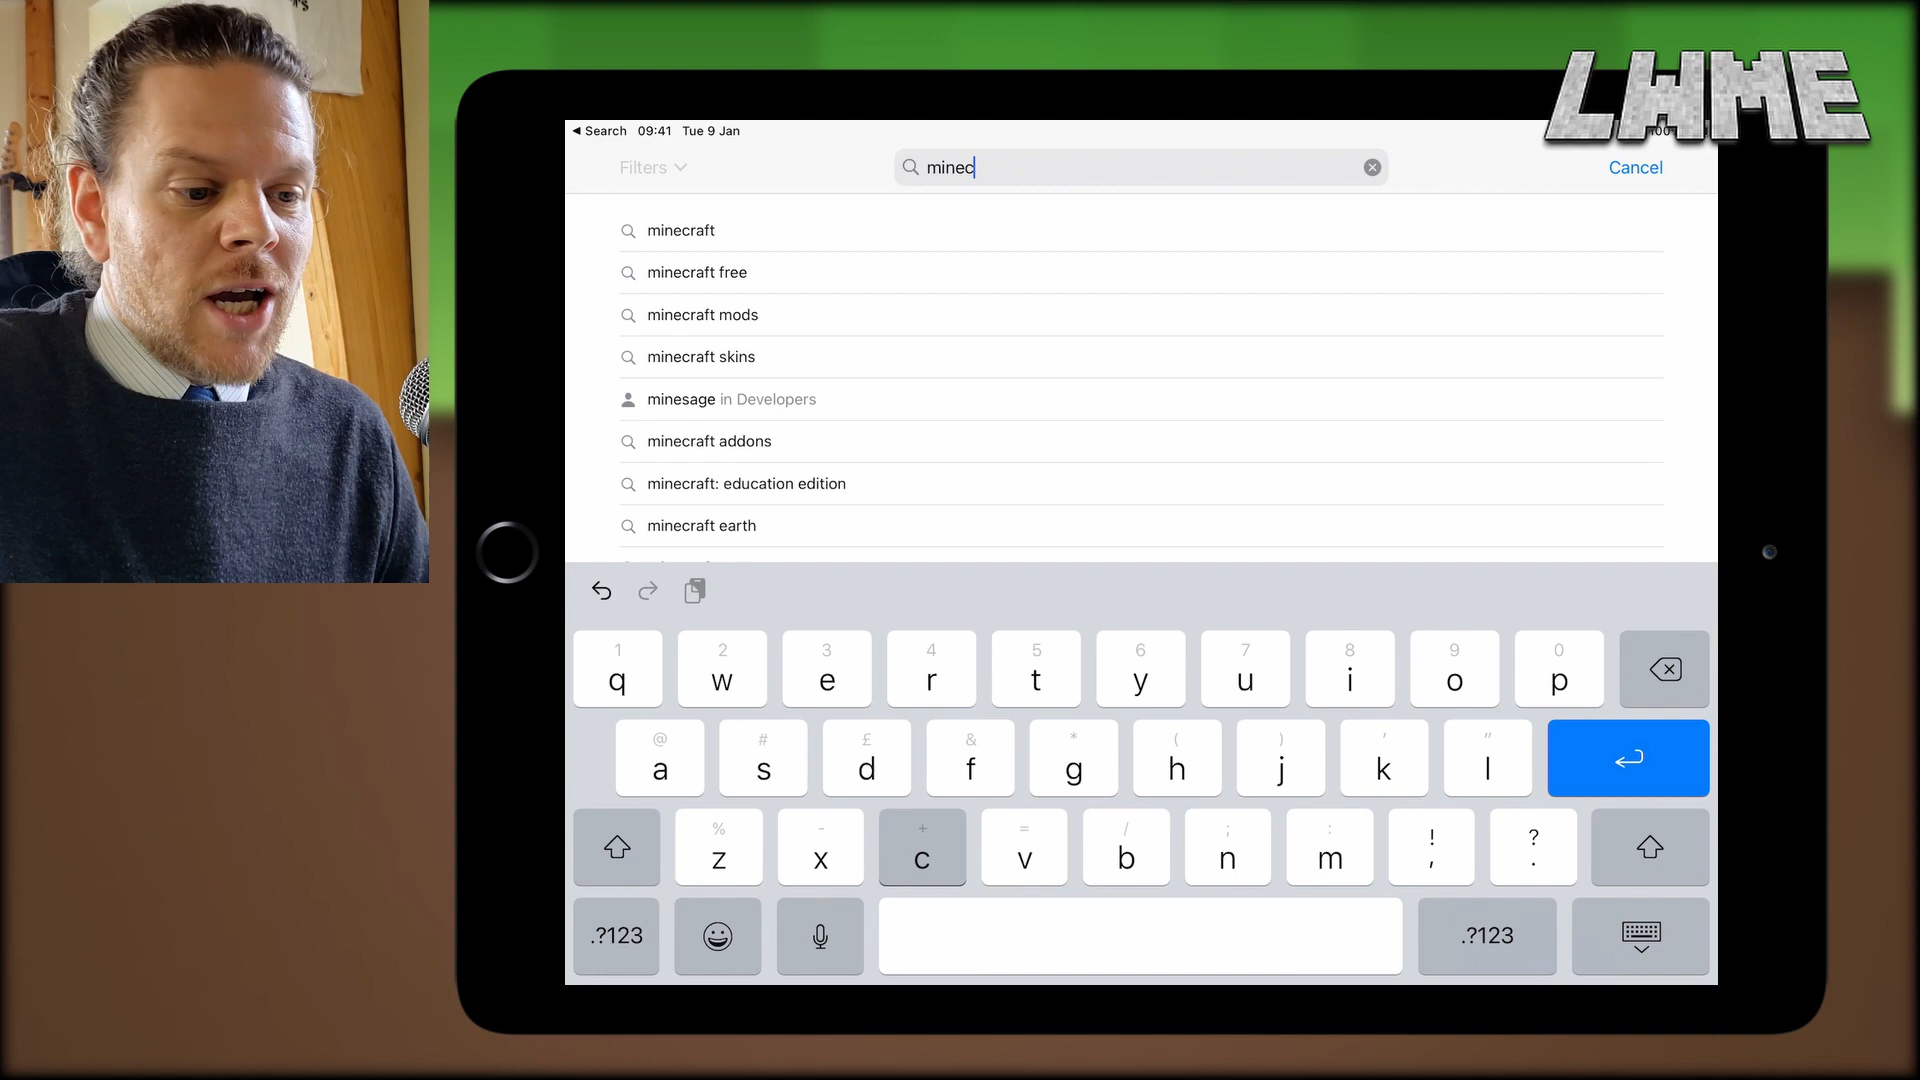 LWME
◀ Search 09:41 Tue 9 Jan
Filters
minec
Cancel
minecraft
minecraft free
minecraft mods
minecraft skins
minesage in Developers
minecraft addons
minecraft: education edition
minecraft earth
1 2 3 4 5 6 7 8 9 0
q w e r t y u i o p
@ # £ & * ( ) ' "
a s d f g h j k l
% - + = / ; : ! ?
z x c v b n m , .
.?123 .?123